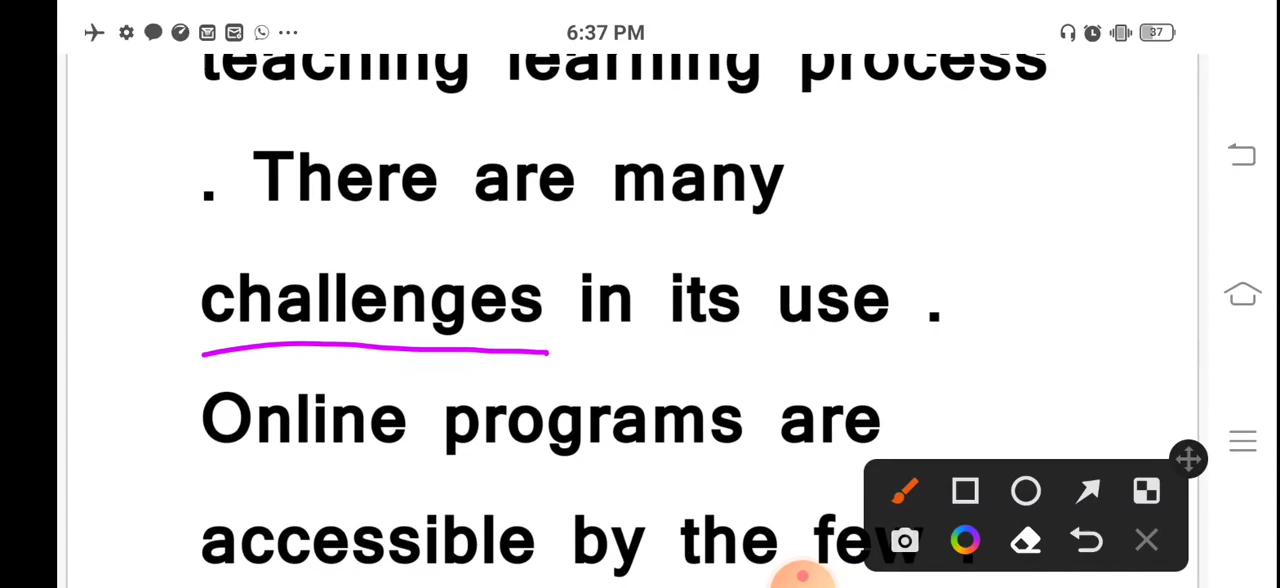 6:37 PM
37
teaching learning process
. There are many
challenges in its use .
Online programs are
accessible by the few